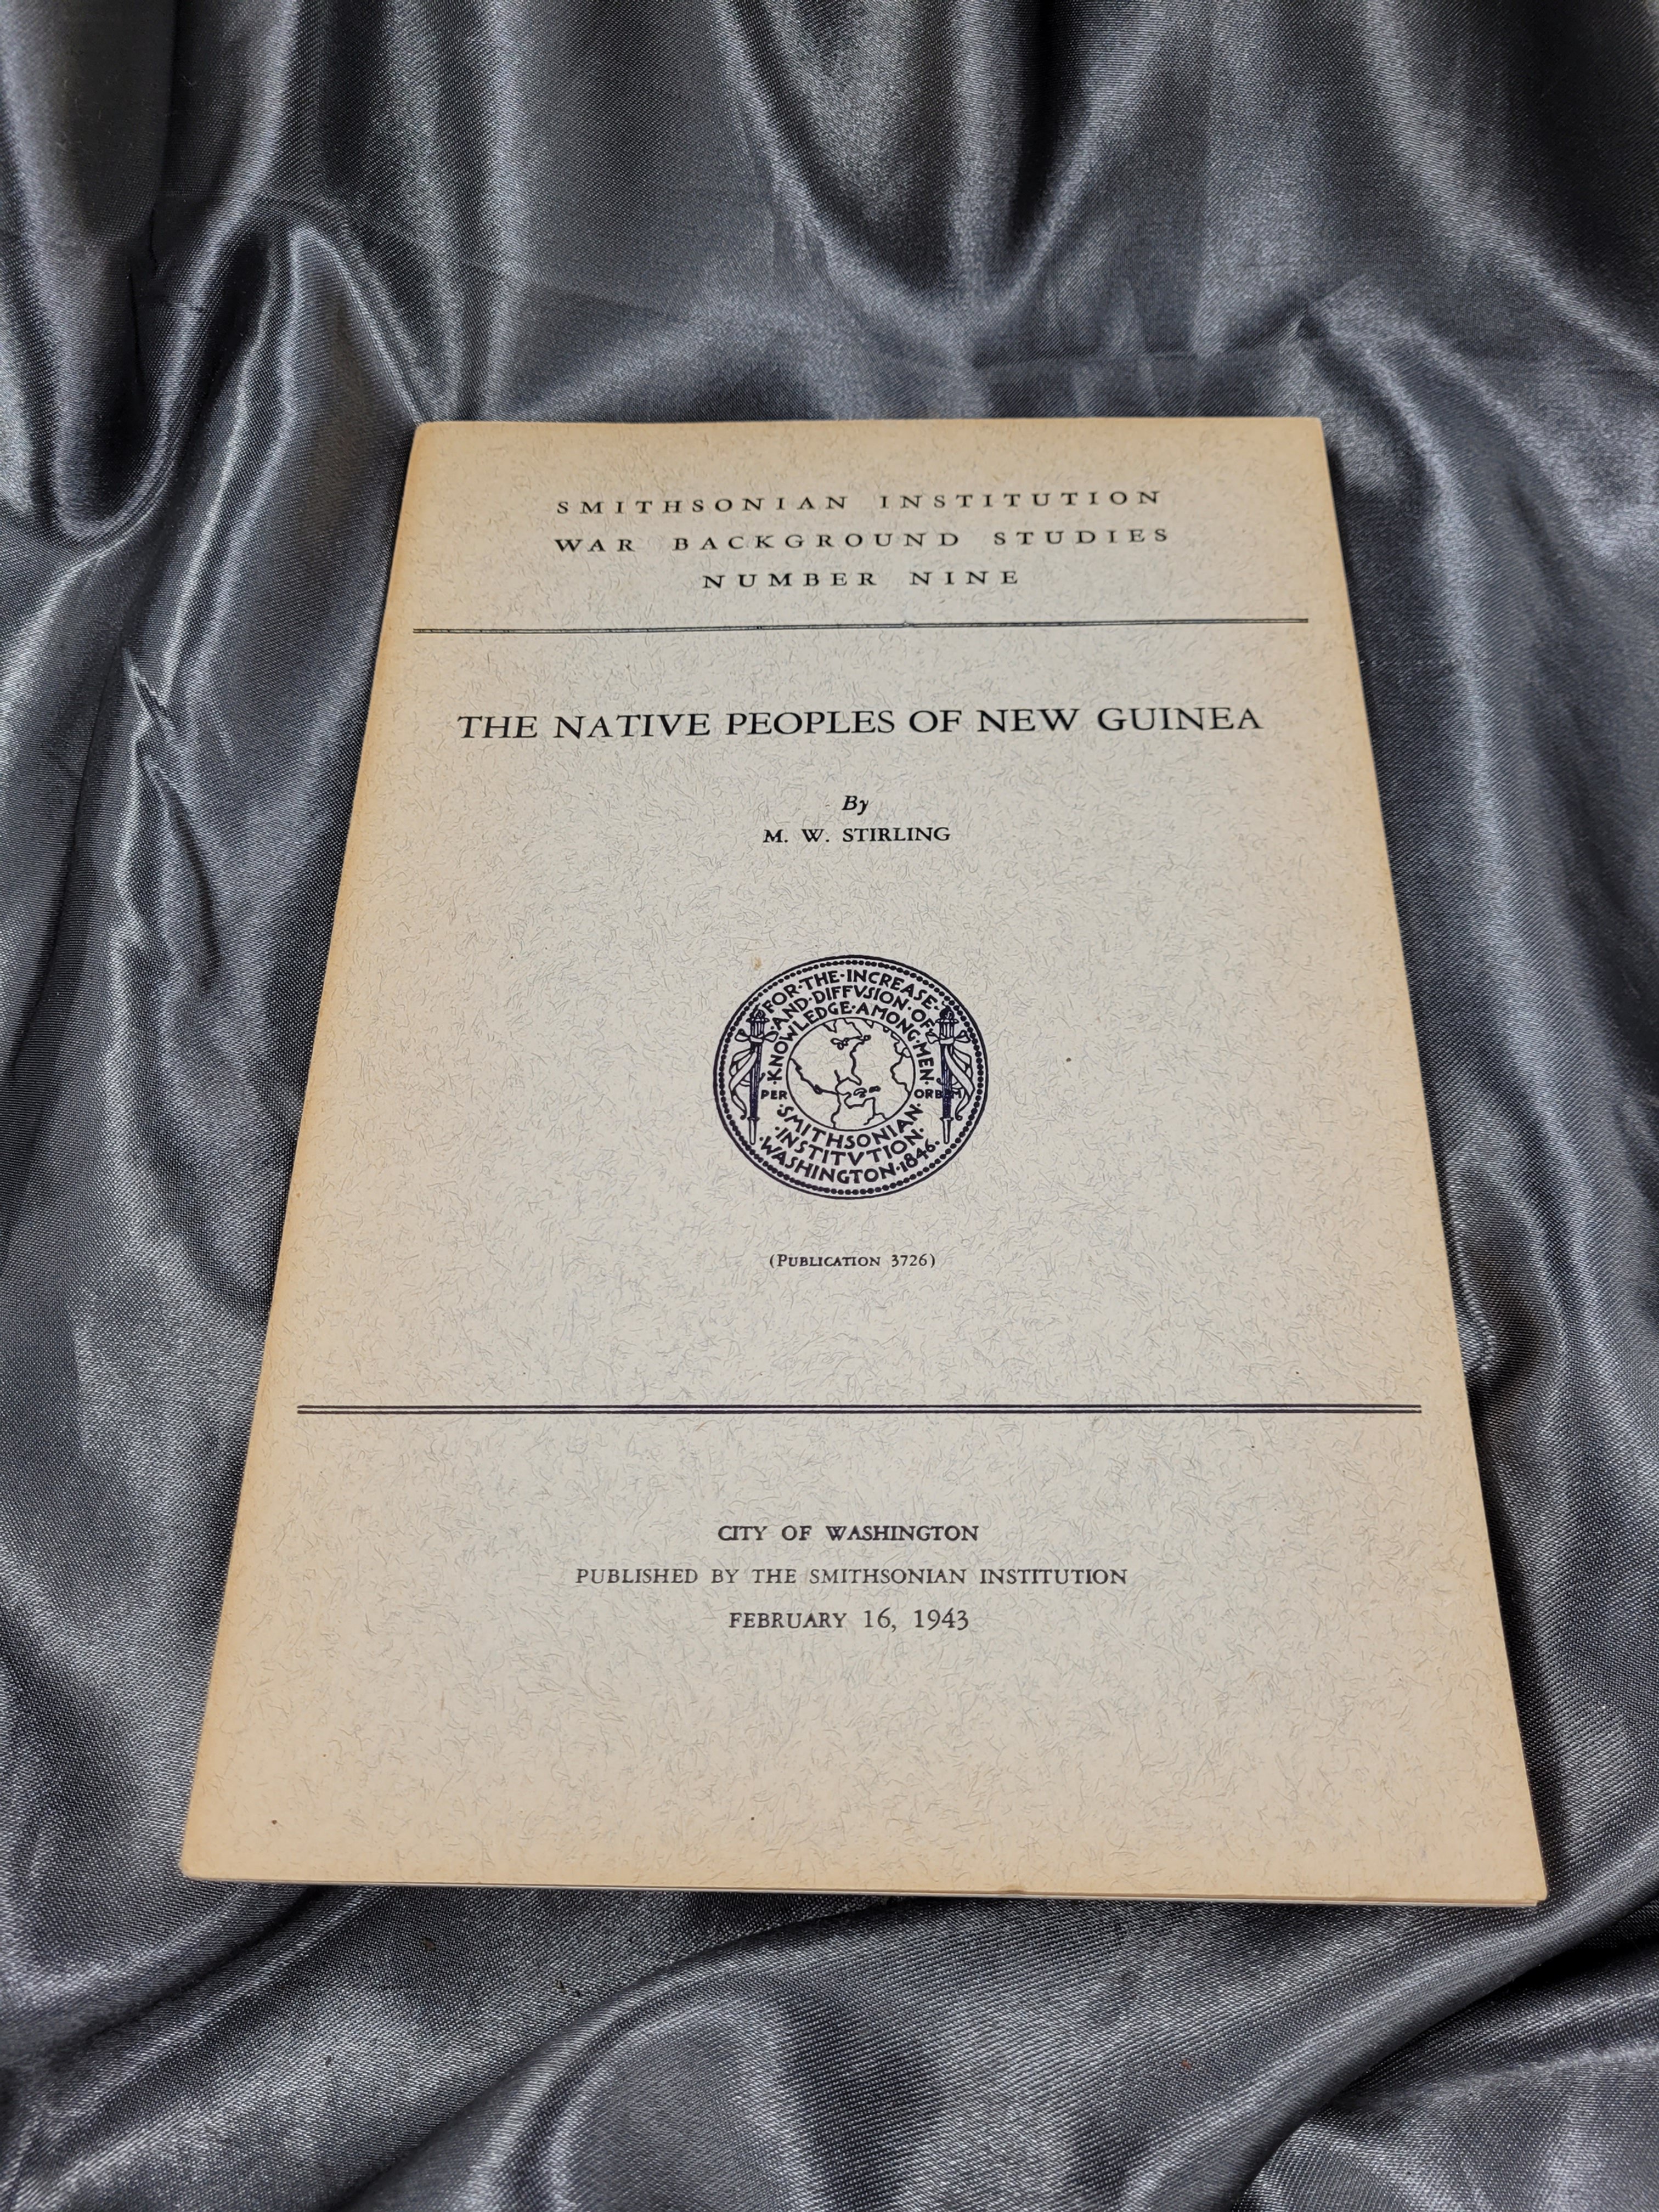 SMITHSONIAN INSTITUTION
WAR BACKGROUND STUDIES
NUMBER NINE
THE NATIVE PEOPLES OF NEW GUINEA
By
M. W. STIRLING
FOR·THE·INCREASE·
·AND·DIFFVSION·OF·
·KNOWLEDGE·AMONG·MEN·
PER ORBEM
·SMITHSONIAN·
·INSTITVTION·
·WASHINGTON·1846·
(PUBLICATION 3726)
CITY OF WASHINGTON
PUBLISHED BY THE SMITHSONIAN INSTITUTION
FEBRUARY 16, 1943